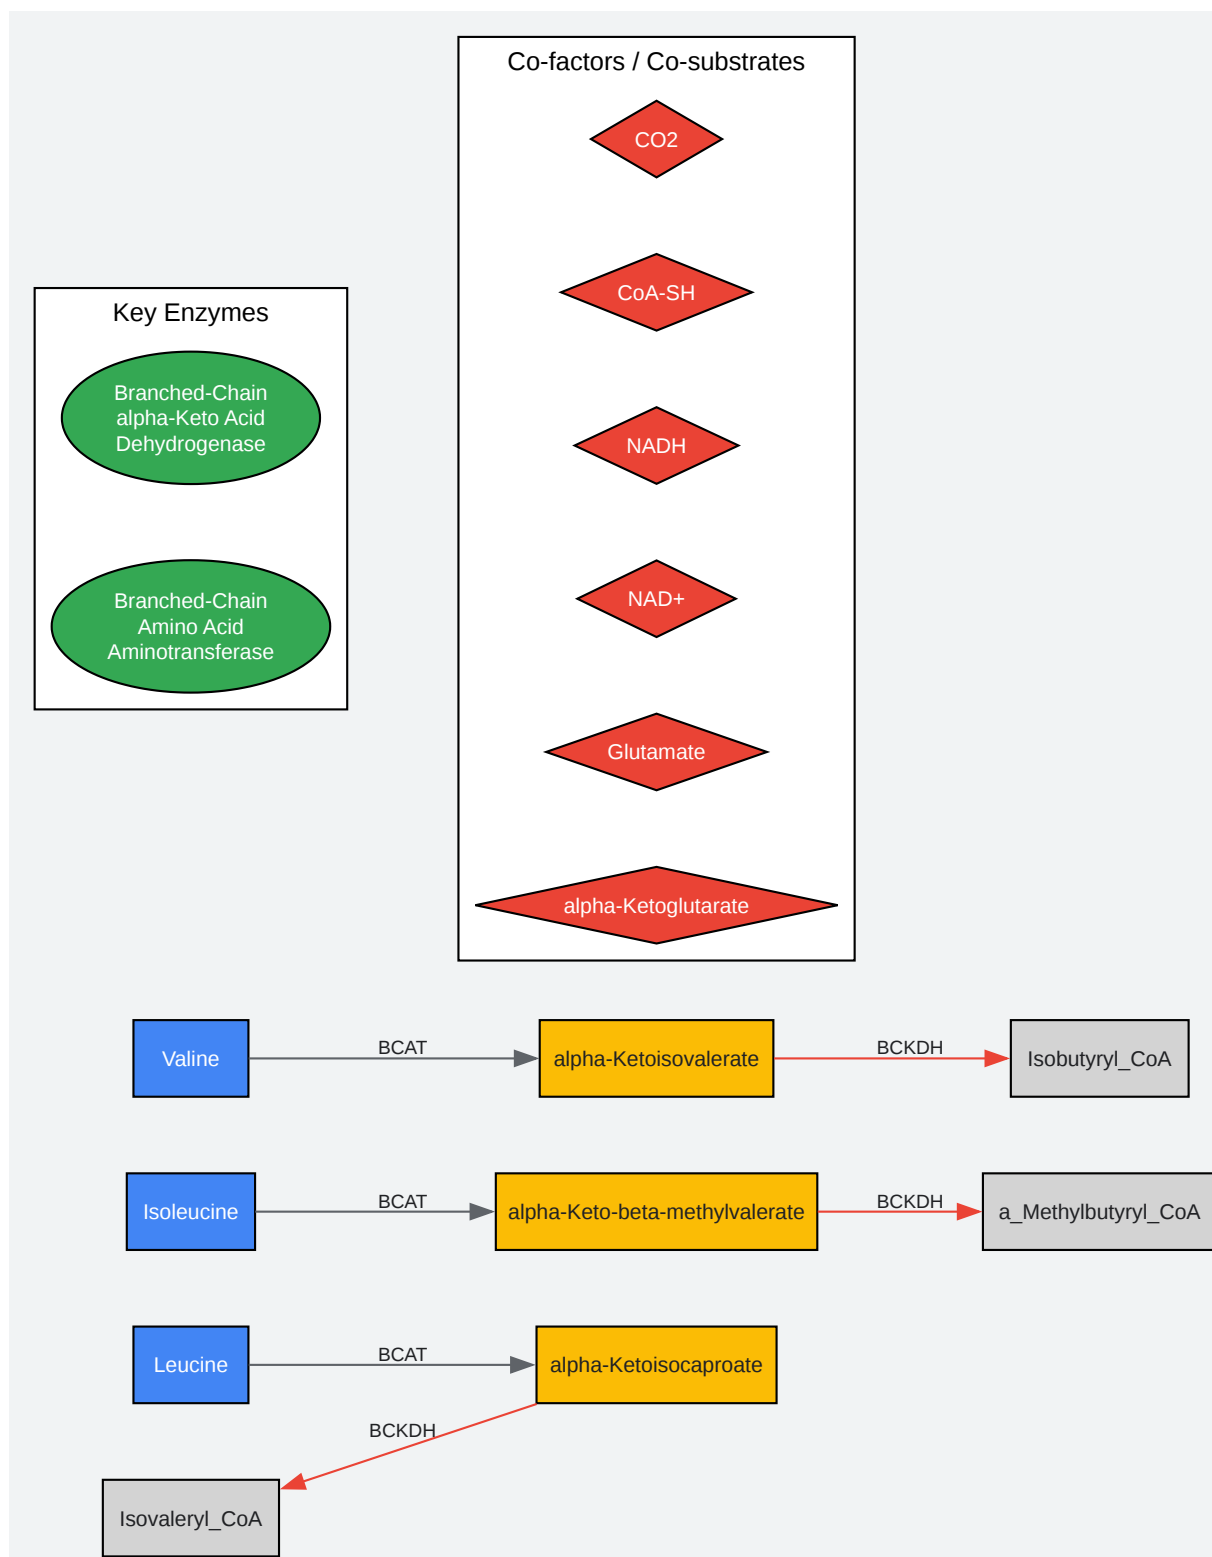 Co-factors / Co-substrates
CO2
CoA-SH
NADH
NAD+
Glutamate
alpha-Ketoglutarate
Key Enzymes
Branched-Chain
alpha-Keto Acid
Dehydrogenase
Branched-Chain
Amino Acid
Aminotransferase
Valine
BCAT
alpha-Ketoisovalerate
BCKDH
Isobutyryl_CoA
Isoleucine
BCAT
alpha-Keto-beta-methylvalerate
BCKDH
a_Methylbutyryl_CoA
Leucine
BCAT
alpha-Ketoisocaproate
BCKDH
Isovaleryl_CoA